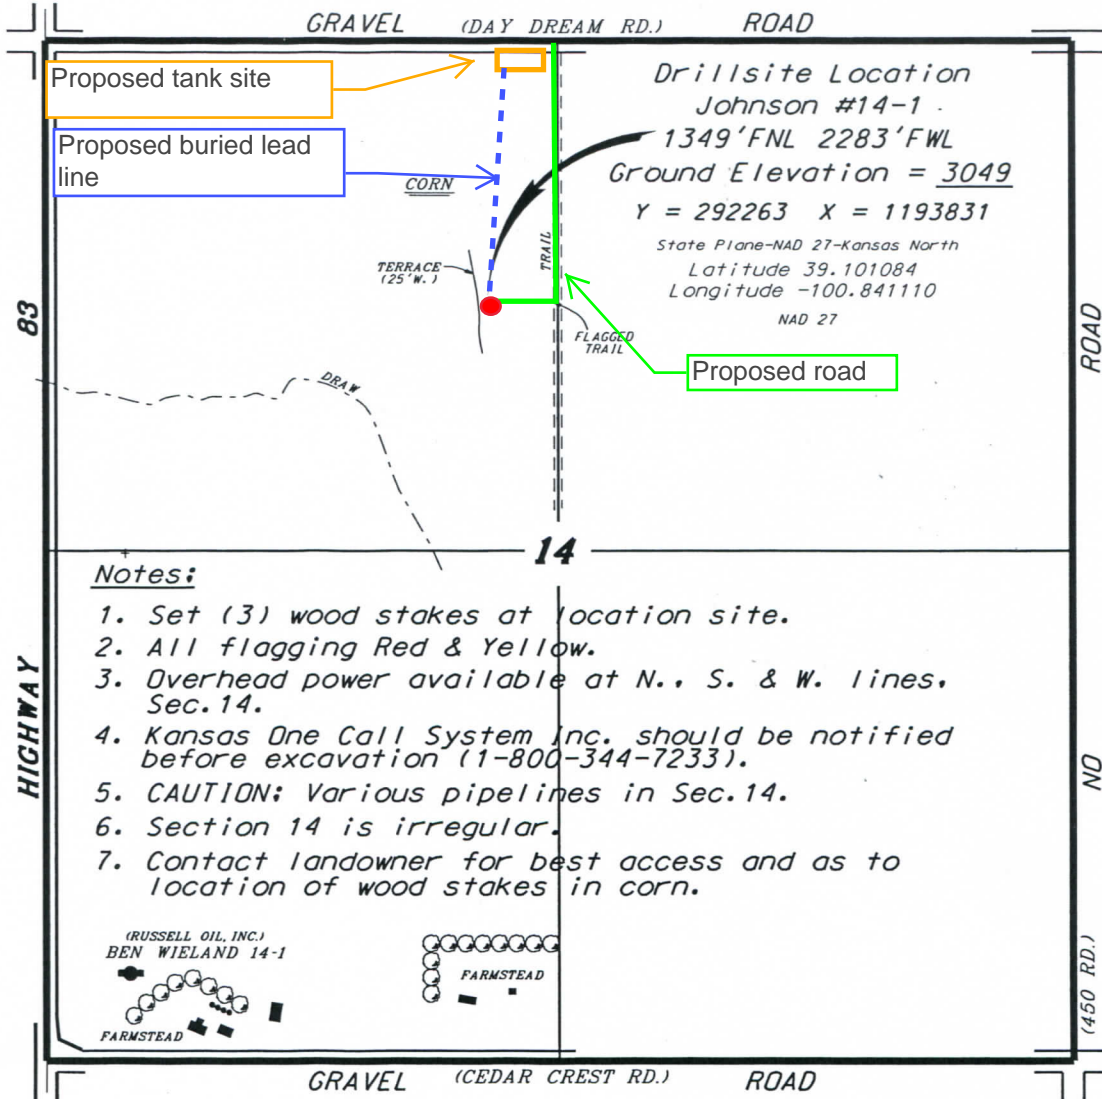 GRAVEL (DAY DREAM RD.) ROAD
Proposed tank site
Proposed buried lead
line
CORN
Drillsite Location
Johnson #14-1
1349'FNL 2283'FWL
Ground Elevation = 3049
Y = 292263 X = 1193831
State Plane-NAD 27-Kansas North
Latitude 39.101084
Longitude -100.841110
NAD 27
TERRACE
(25'W.)
TRAIL
FLAGGED
TRAIL
Proposed road
DRAW
83
HIGHWAY
ROAD
NO
(450 RD.)
14
Notes:
1. Set (3) wood stakes at location site.
2. All flagging Red & Yellow.
3. Overhead power available at N., S. & W. lines,
Sec.14.
4. Kansas One Call System Inc. should be notified
before excavation (1-800-344-7233).
5. CAUTION: Various pipelines in Sec.14.
6. Section 14 is irregular.
7. Contact landowner for best access and as to
location of wood stakes in corn.
(RUSSELL OIL, INC.)
BEN WIELAND 14-1
FARMSTEAD
FARMSTEAD
GRAVEL (CEDAR CREST RD.) ROAD